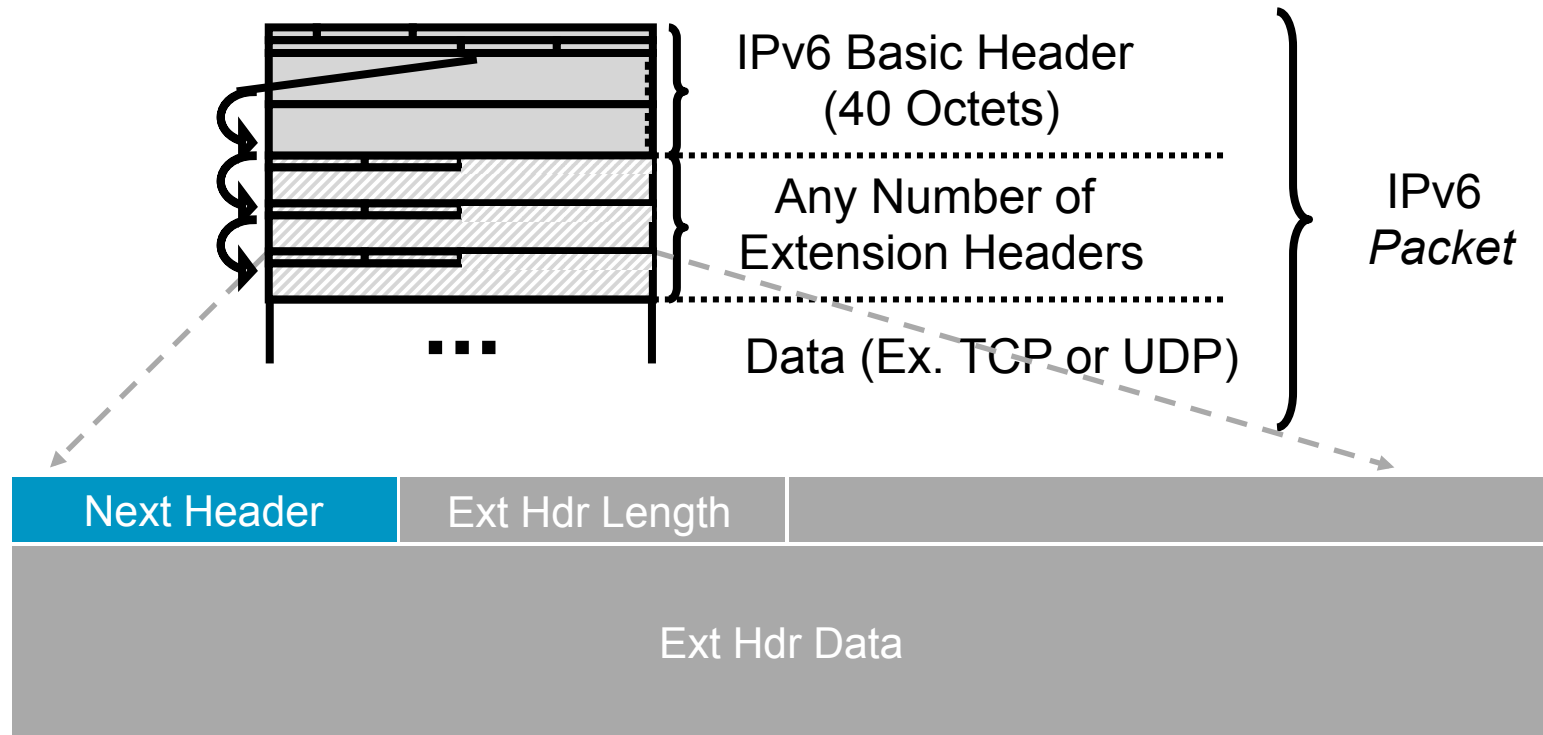 IPv6 Basic Header
(40 Octets)
Any Number of
Extension Headers
IPv6
Packet
...
Data (Ex. TCP or UDP)
Next Header
Ext Hdr Length
Ext Hdr Data